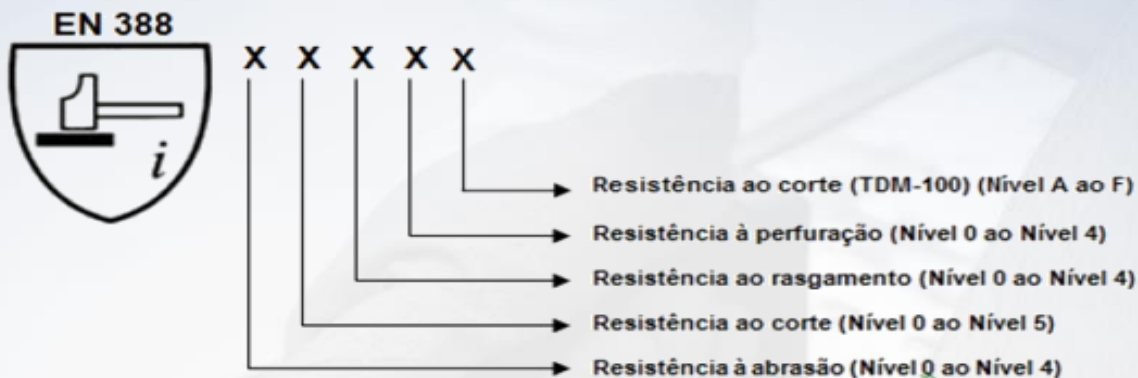 EN 388
X X X X X
i
Resistência ao corte (TDM-100) (Nível A ao F)
Resistência à perfuração (Nível 0 ao Nível 4)
Resistência ao rasgamento (Nível 0 ao Nível 4)
Resistência ao corte (Nível 0 ao Nível 5)
Resistência à abrasão (Nível 0 ao Nível 4)